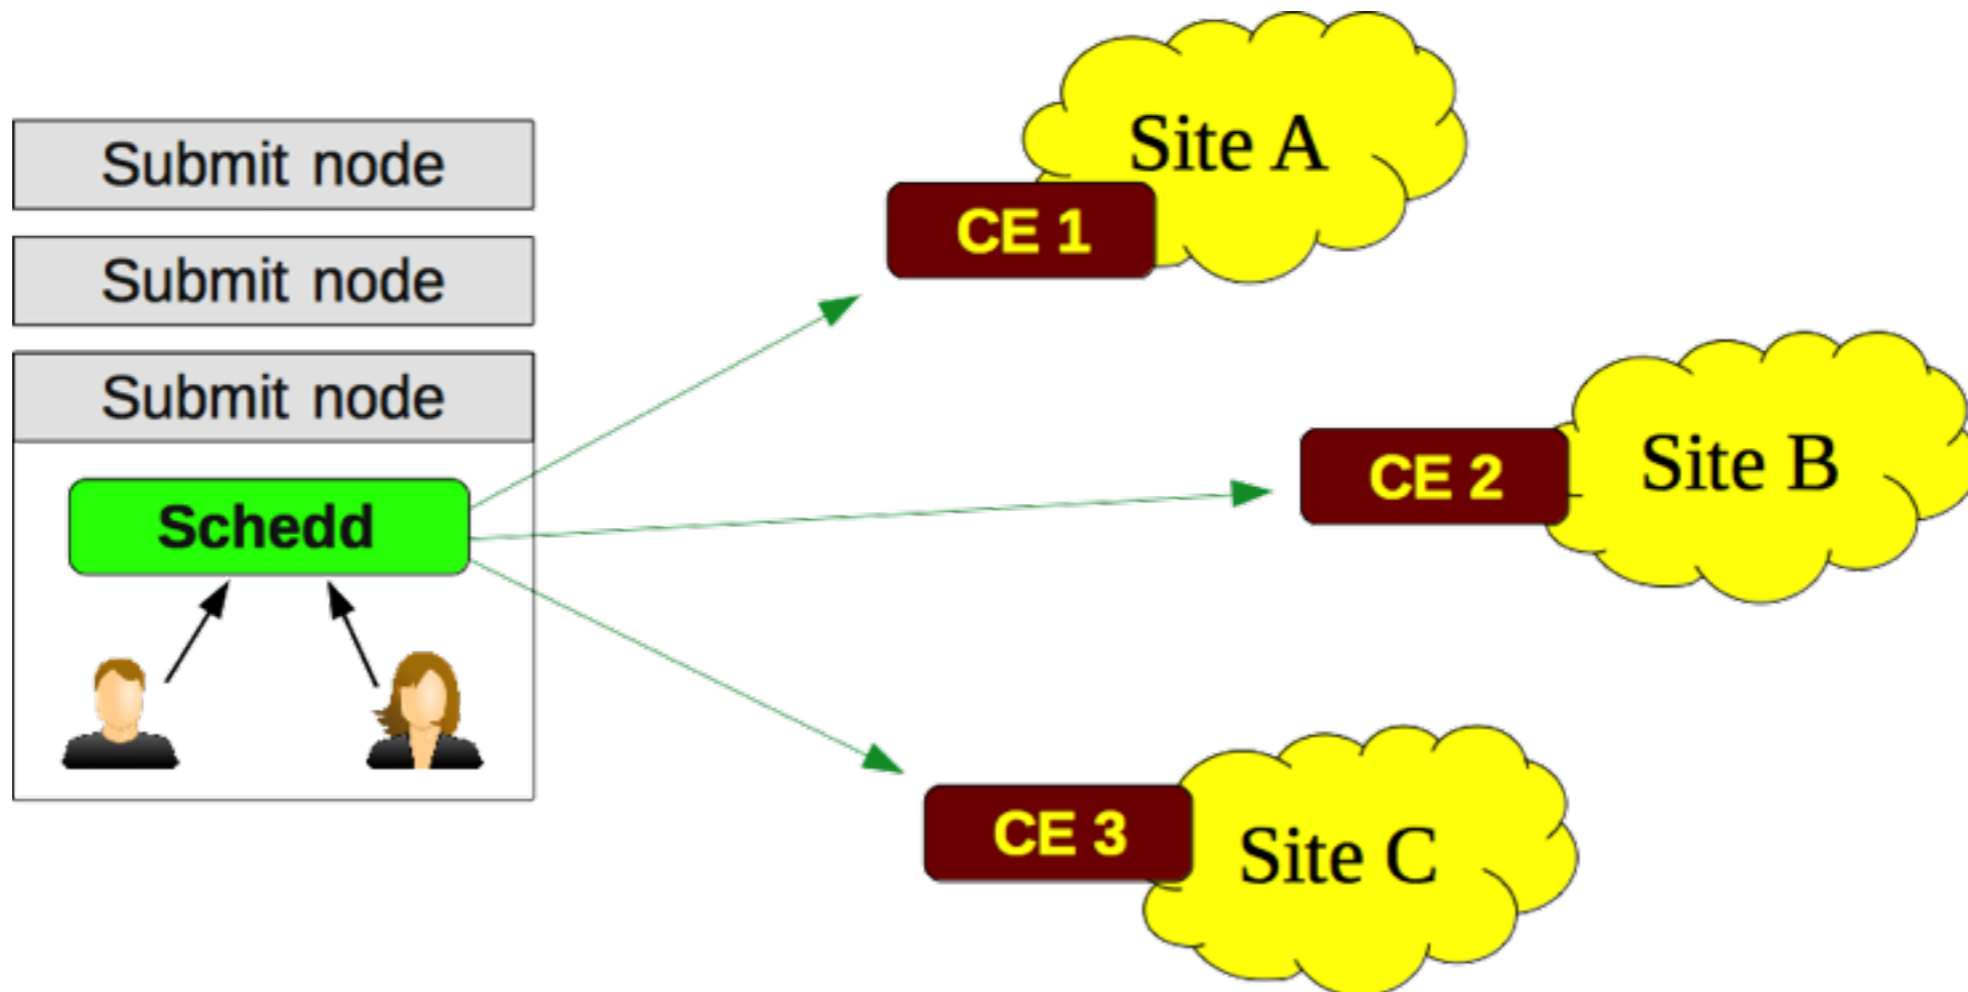 Submit node
Submit node
Submit node
Schedd
Site A
CE 1
Site B
CE 2
Site C
CE 3